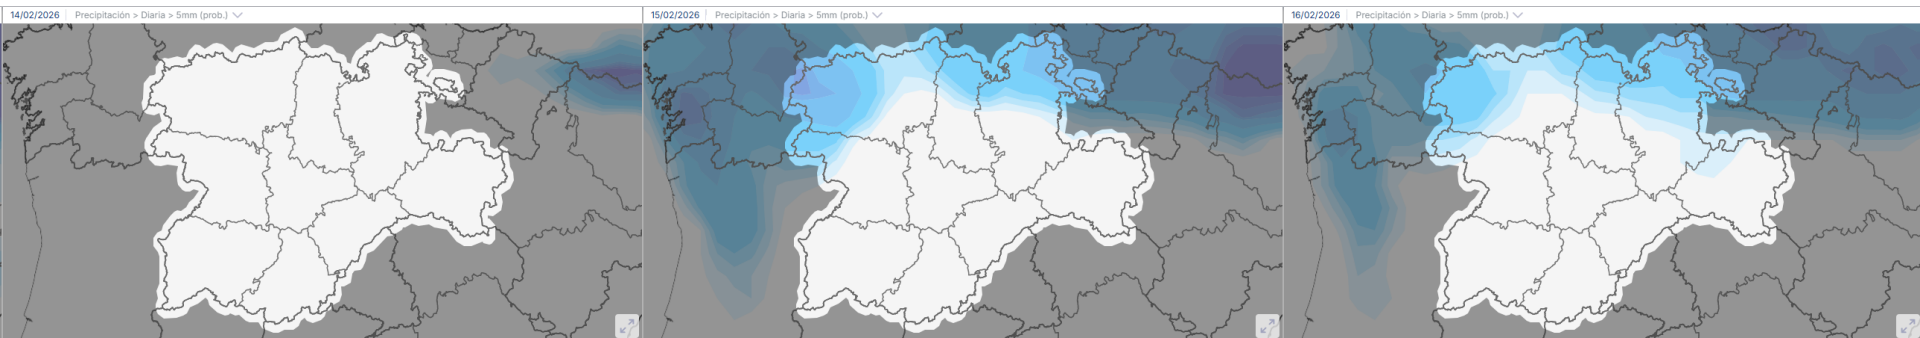 14/02/2026 Precipitación > Diaria > 5mm (prob.)
15/02/2026 Precipitación > Diaria > 5mm (prob.)
16/02/2026 Precipitación > Diaria > 5mm (prob.)